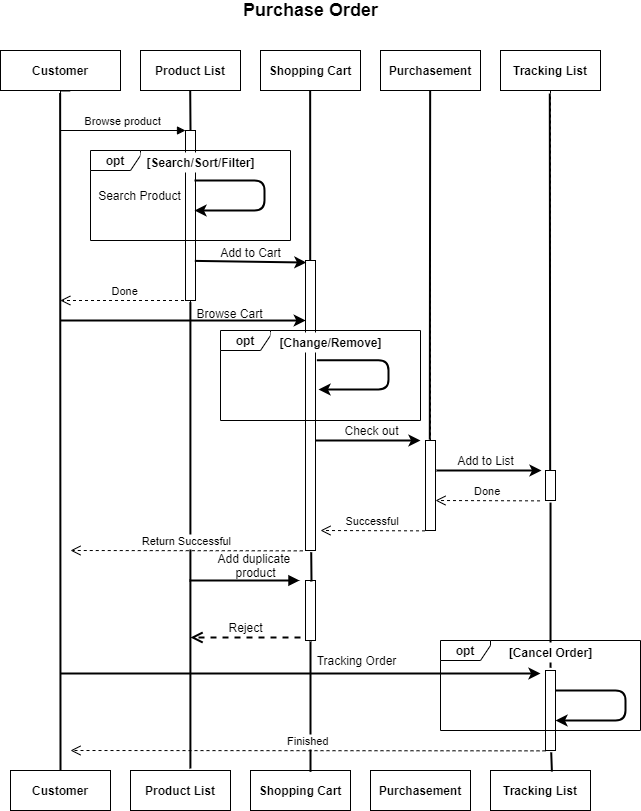 Purchase Order
Customer
Product List
Shopping Cart
Purchasement
Tracking List
Browse product
opt
[Search/Sort/Filter]
Search Product
Add to Cart
Done
Browse Cart
opt
[Change/Remove]
Check out
Add to List
Done
Successful
Return Successful
Add duplicate
product
Reject
opt
[Cancel Order]
Tracking Order
Finished
Customer
Product List
Shopping Cart
Purchasement
Tracking List